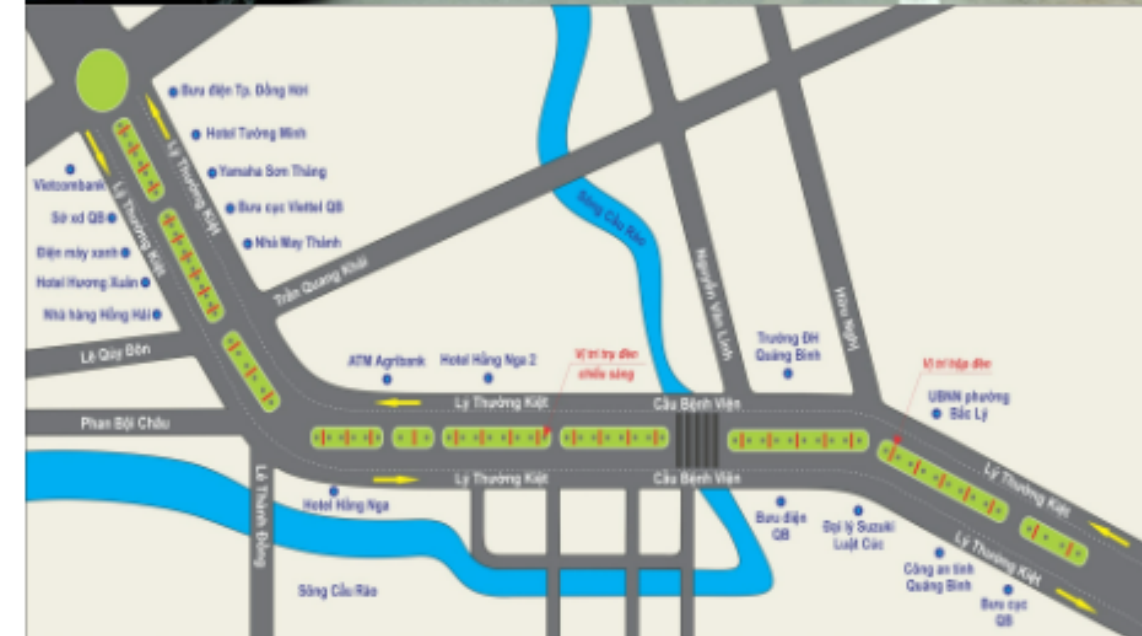 Bưu điện Tp. Đồng Hới
Hotel Tường Minh
Yamaha Sơn Thăng
Bưu cục Viettel QB
Nhà May Thành
Lý Thường Kiệt
Lý Thường Kiệt
Vietcombank
Sở xd QB
Điện máy xanh
Hotel Hương Xuân
Nhà hàng Hồng Hải
Lê Qúy Đôn
Phan Bội Châu
Trần Quang Khải
Sông Cầu Rào
Nguyễn Văn Linh
Hữu Nghị
ATM Agribank
Hotel Hằng Nga 2
Vị trí trụ đèn
chiếu sáng
Trường ĐH
Quảng Bình
Vị trí hộp đèn
UBNN phường
Bắc Lý
Lý Thường Kiệt
Cầu Bệnh Viện
Lý Thường Kiệt
Cầu Bệnh Viện
Lý Thường Kiệt
Lý Thường Kiệt
Hotel Hằng Nga
Lê Thành Đồng
Sông Cầu Rào
Bưu điện
QB
Đại lý Suzuki
Luật Cúc
Công an tỉnh
Quảng Bình
Bưu cục
QB